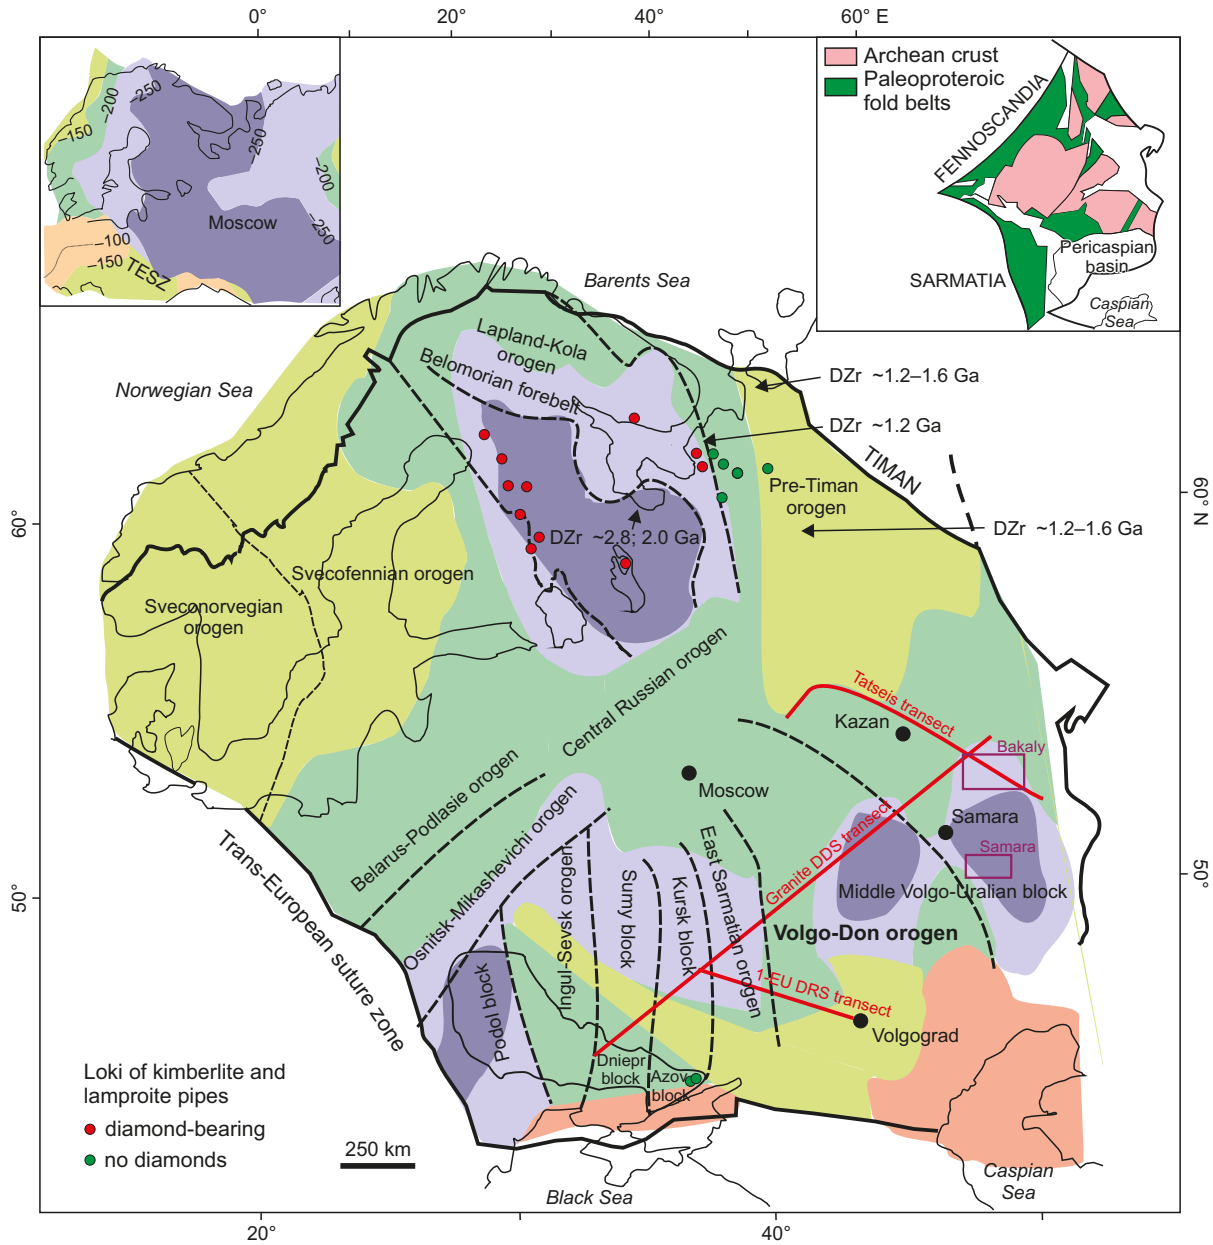 0°
20°
40°
60° E
–150
–200
–250
250
–200
–250
Moscow
–100
–150
TESZ
Archean crust
Paleoproteroic
fold belts
FENNOSCANDIA
SARMATIA
Pericaspian
basin
Caspian
Sea
Barents Sea
Norwegian Sea
Lapland-Kola
orogen
Belomorian forebelt
DZr ~1.2–1.6 Ga
DZr ~1.2 Ga
TIMAN
Pre-Timan
orogen
DZr ~1.2–1.6 Ga
DZr ~2.8; 2.0 Ga
60°
60° N
Svecofennian orogen
Sveconorvegian
orogen
Central Russian orogen
Tatseis transect
Kazan
Bakaly
Moscow
Belarus-Podlasie orogen
Osnitsk-Mikashevichi orogen
Samara
Samara
Granite DDS transect
Middle Volgo-Uralian block
Trans-European suture zone
Ingul-Sevsk orogen
Sumy block
Kursk block
East Sarmatian orogen
Volgo-Don orogen
50°
50°
1-EU DRS transect
Volgograd
Podol block
Dniepr
block
Azov
block
Loki of kimberlite and
lamproite pipes
diamond-bearing
no diamonds
250 km
Black Sea
Caspian
Sea
20°
40°